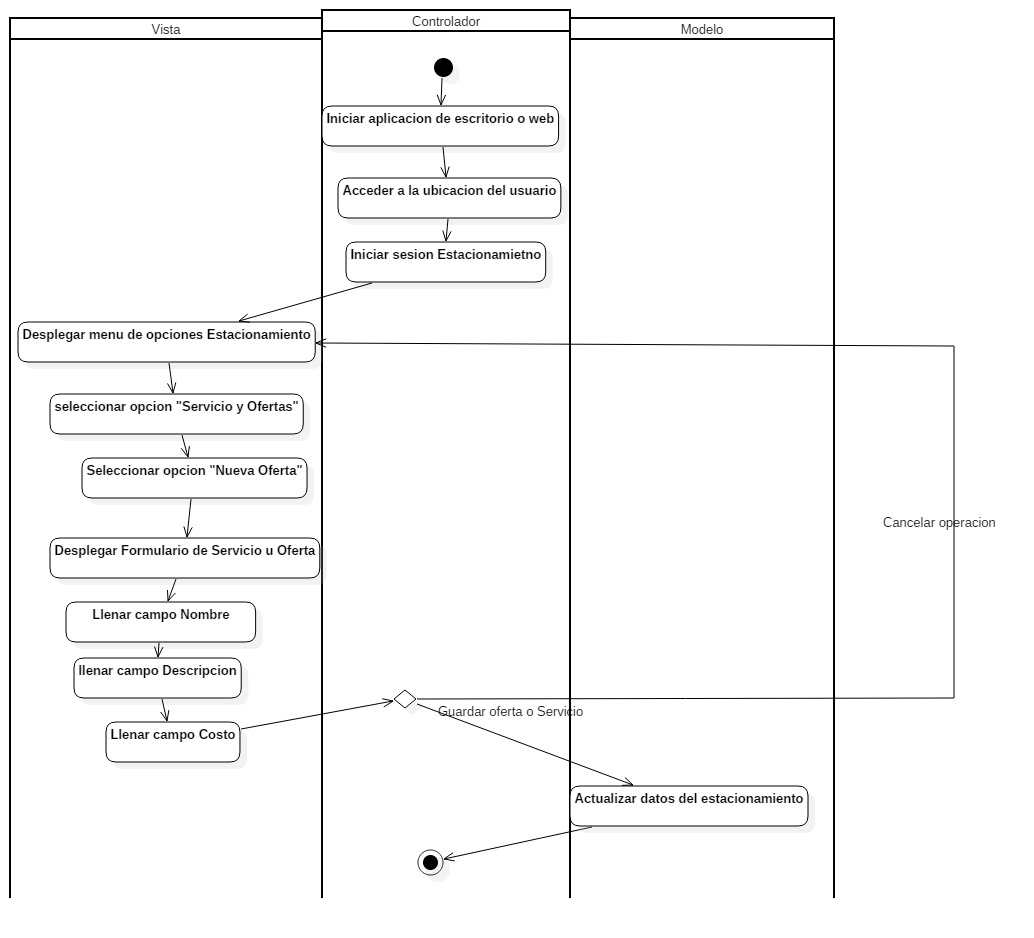 Vista
Controlador
Modelo
Iniciar aplicacion de escritorio o web
Acceder a la ubicacion del usuario
Iniciar sesion Estacionamietno
Desplegar menu de opciones Estacionamiento
seleccionar opcion "Servicio y Ofertas"
Seleccionar opcion "Nueva Oferta"
Cancelar operacion
Desplegar Formulario de Servicio u Oferta
Llenar campo Nombre
llenar campo Descripcion
Guardar oferta o Servicio
Llenar campo Costo
Actualizar datos del estacionamiento